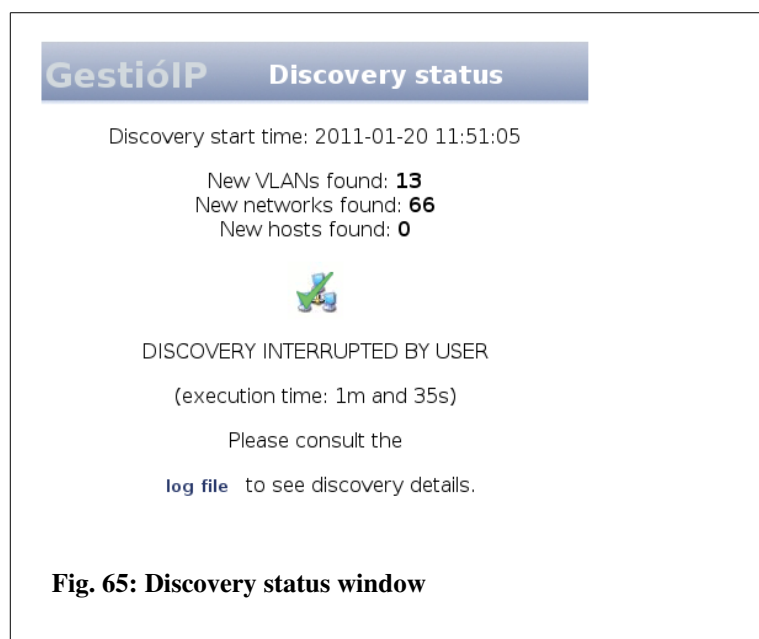 GestióIP Discovery status
Discovery start time: 2011-01-20 11:51:05
New VLANs found: 13
New networks found: 66
New hosts found: 0
DISCOVERY INTERRUPTED BY USER
(execution time: 1m and 35s)
Please consult the
log file to see discovery details.
Fig. 65: Discovery status window